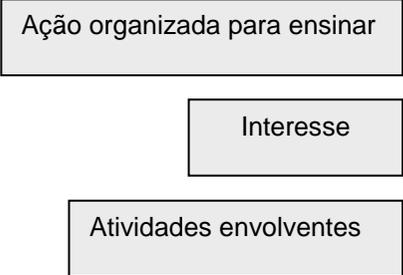 Ação organizada para ensinar
Interesse
Atividades envolventes